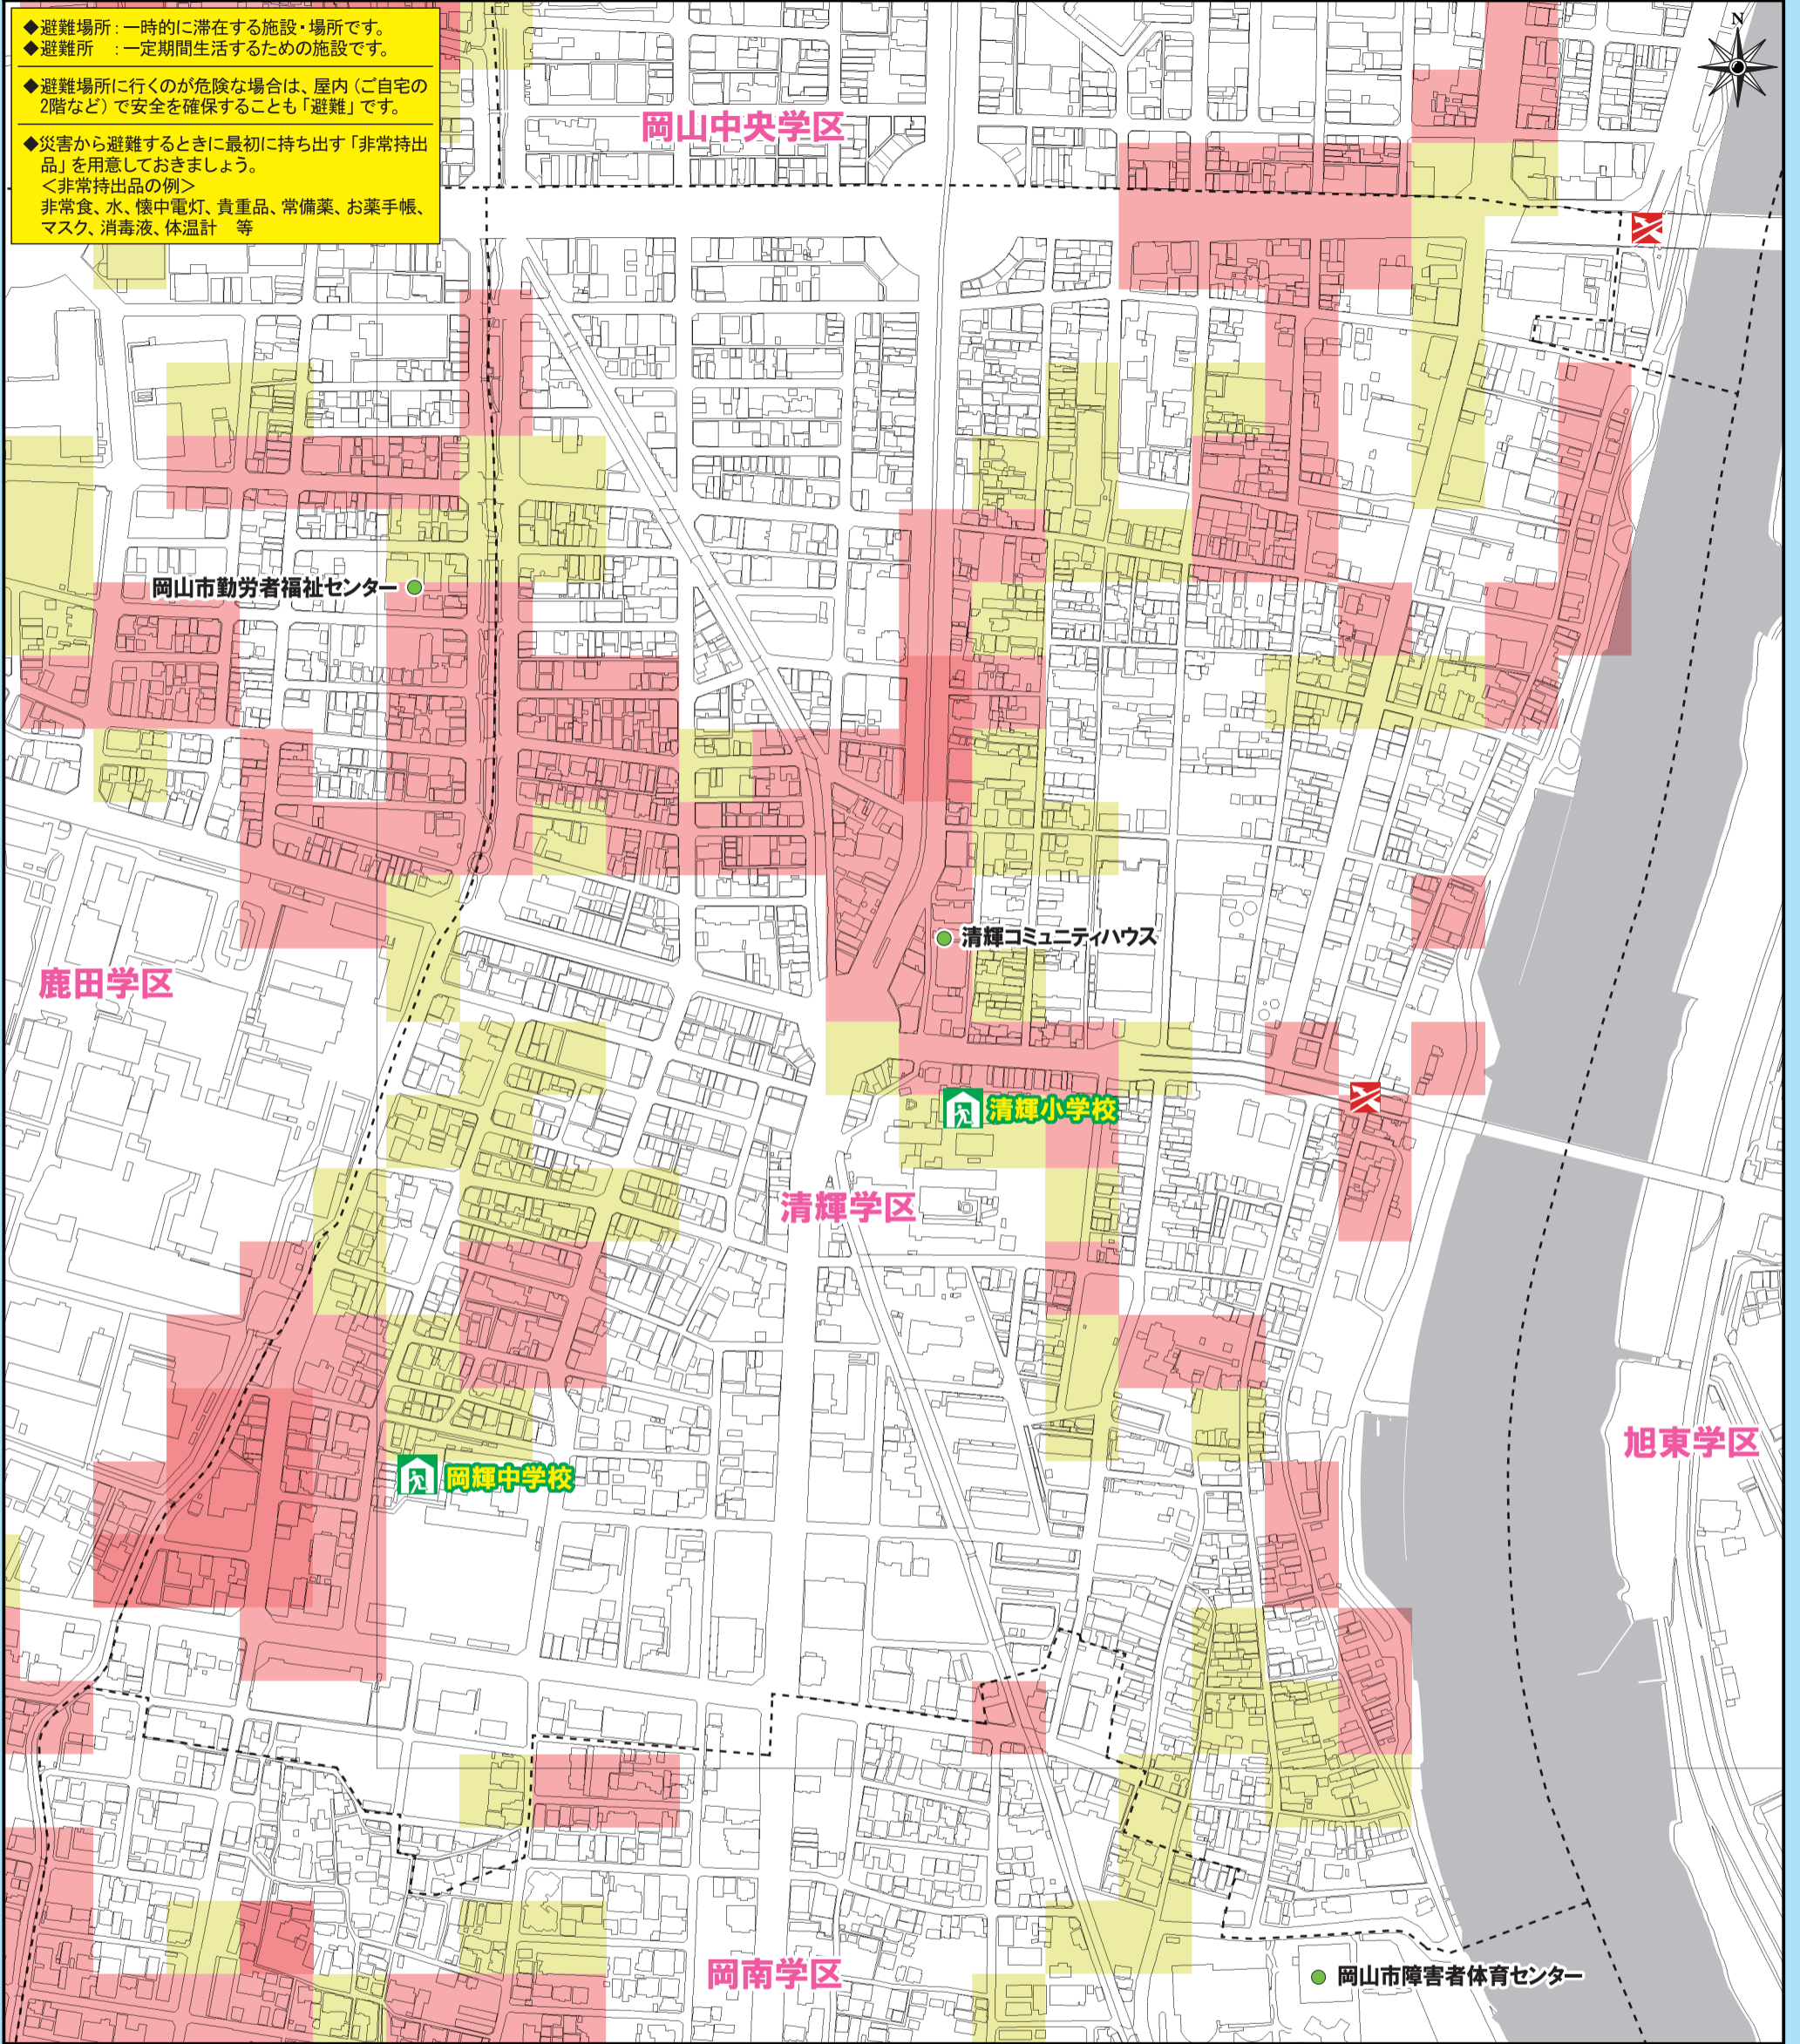 ◆避難場所：一時的に滞在する施設・場所です。
◆避難所　：一定期間生活するための施設です。
◆避難場所に行くのが危険な場合は、屋内（ご自宅の
2階など）で安全を確保することも「避難」です。
◆災害から避難するときに最初に持ち出す「非常持出
品」を用意しておきましょう。
＜非常持出品の例＞
非常食、水、懐中電灯、貴重品、常備薬、お薬手帳、
マスク、消毒液、体温計　等
N
岡山中央学区
岡山市勤労者福祉センター
清輝コミュニティハウス
鹿田学区
清輝小学校
清輝学区
旭東学区
岡輝中学校
岡南学区
岡山市障害者体育センター